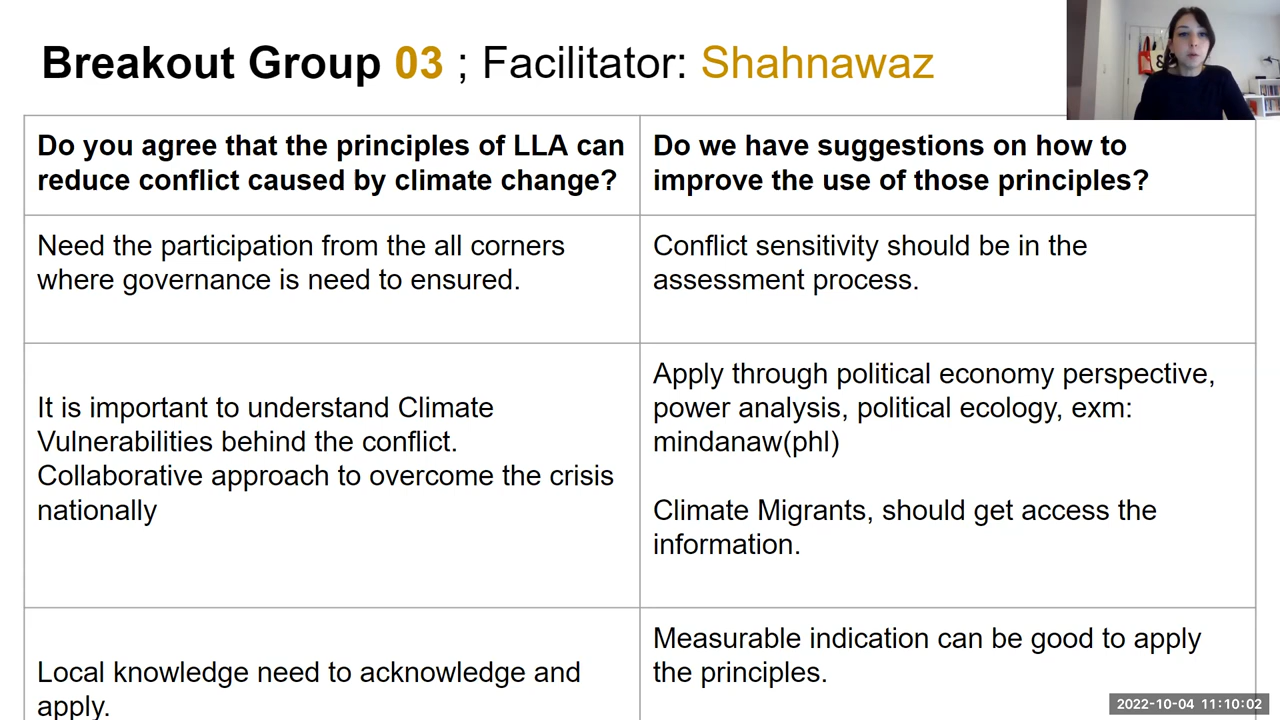 Breakout Group 03 ; Facilitator: Shahnawaz
Do you agree that the principles of LLA can
reduce conflict caused by climate change?
Do we have suggestions on how to
improve the use of those principles?
Need the participation from the all corners
where governance is need to ensured.
Conflict sensitivity should be in the
assessment process.
It is important to understand Climate
Vulnerabilities behind the conflict.
Collaborative approach to overcome the crisis
nationally
Apply through political economy perspective,
power analysis, political ecology, exm:
mindanaw(phl)
Climate Migrants, should get access the
information.
Local knowledge need to acknowledge and
apply.
Measurable indication can be good to apply
the principles.
2022-10-04 11:10:02